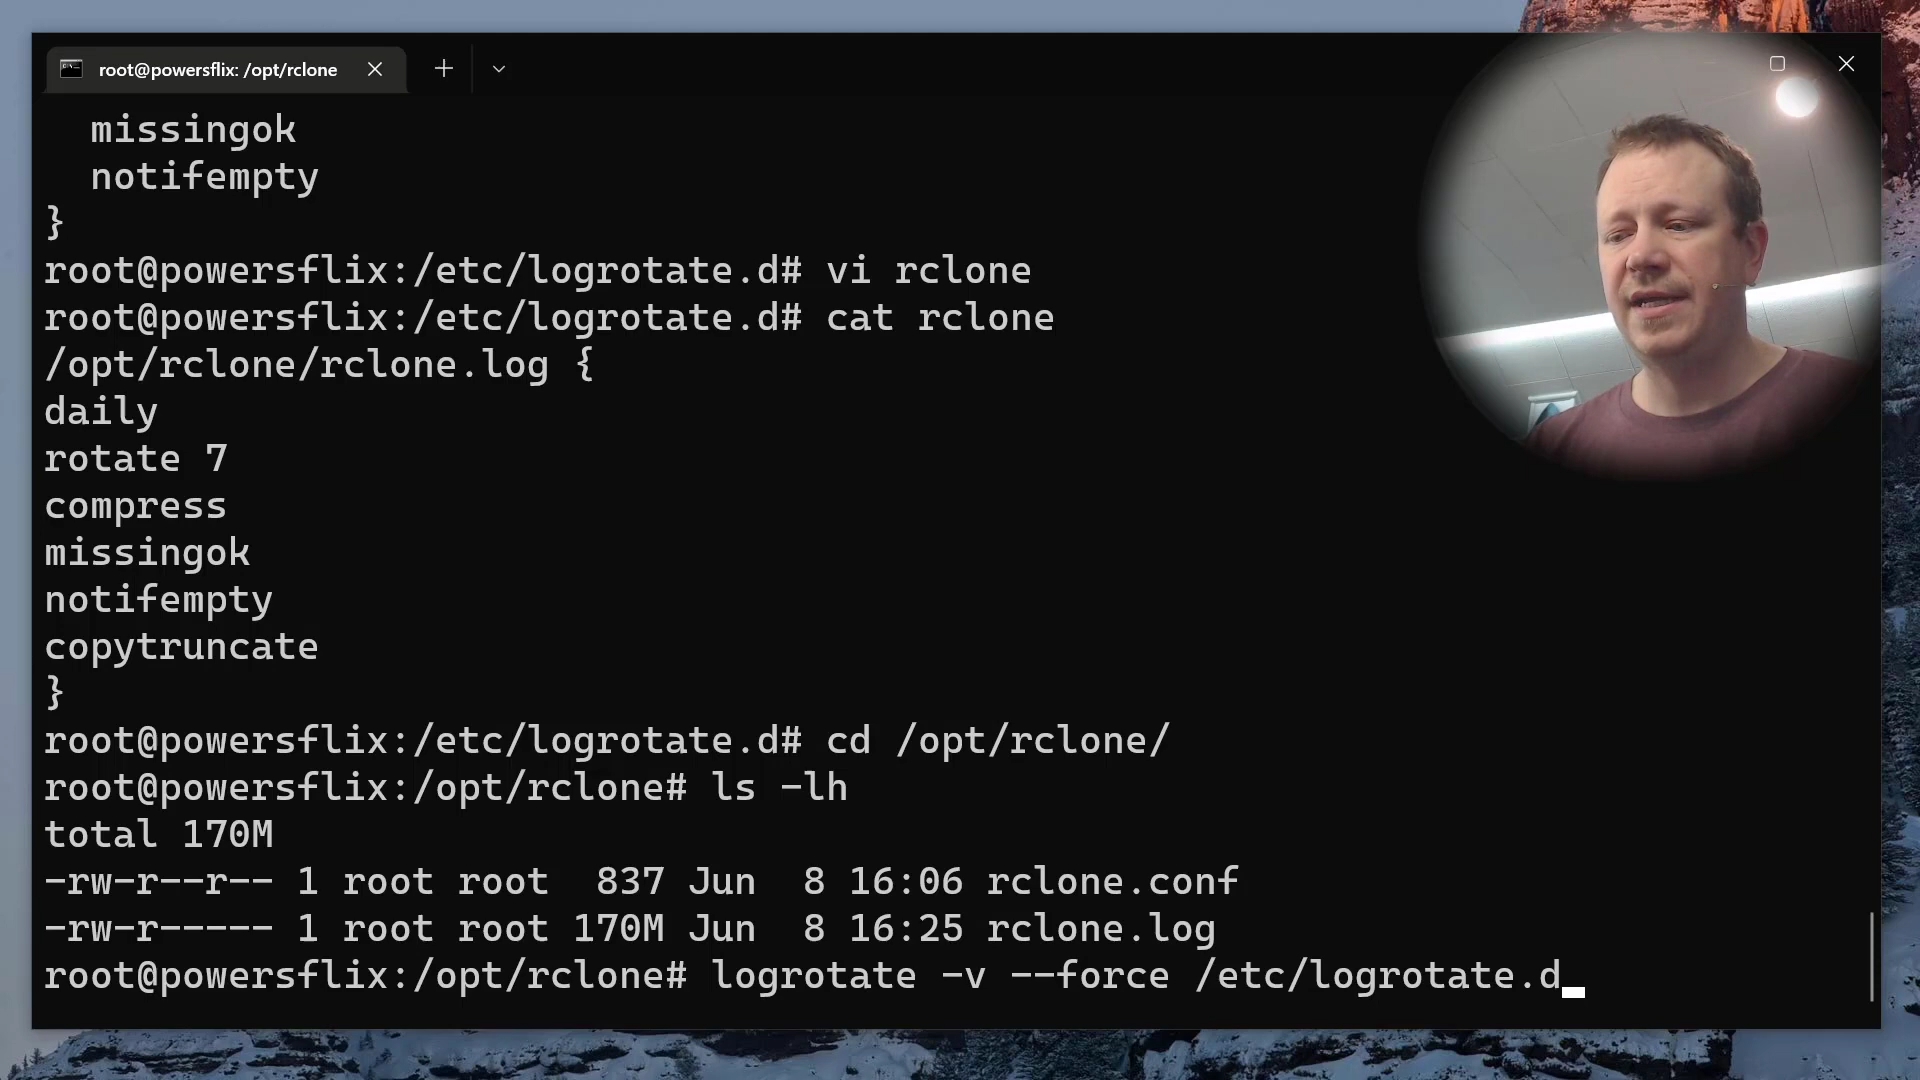 root@powersflix: /opt/rclone
missingok
notifempty
}
root@powersflix:/etc/logrotate.d# vi rclone
root@powersflix:/etc/logrotate.d# cat rclone
/opt/rclone/rclone.log {
daily
rotate 7
compress
missingok
notifempty
copytruncate
}
root@powersflix:/etc/logrotate.d# cd /opt/rclone/
root@powersflix:/opt/rclone# ls -lh
total 170M
-rw-r--r-- 1 root root  837 Jun  8 16:06 rclone.conf
-rw-r----- 1 root root 170M Jun  8 16:25 rclone.log
root@powersflix:/opt/rclone# logrotate -v --force /etc/logrotate.d